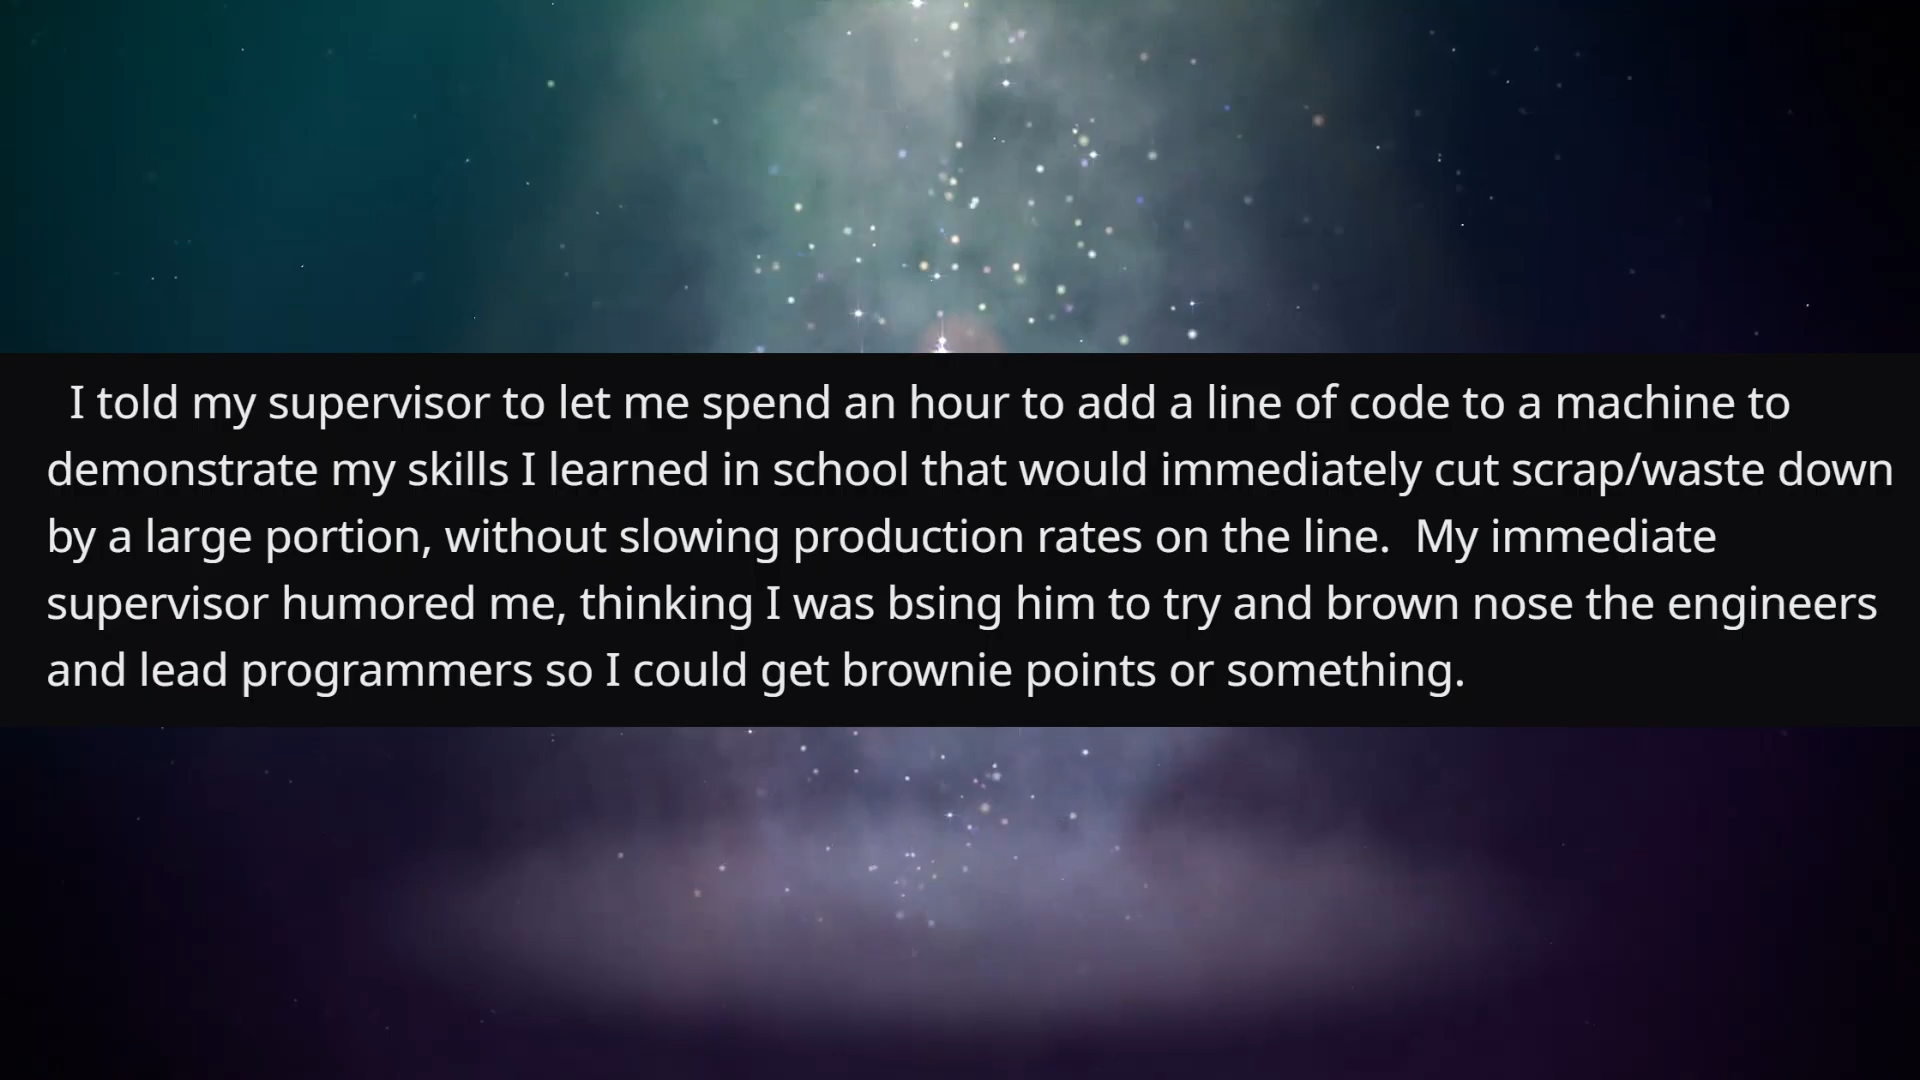 I told my supervisor to let me spend an hour to add a line of code to a machine to
demonstrate my skills I learned in school that would immediately cut scrap/waste down
by a large portion, without slowing production rates on the line.  My immediate
supervisor humored me, thinking I was bsing him to try and brown nose the engineers
and lead programmers so I could get brownie points or something.